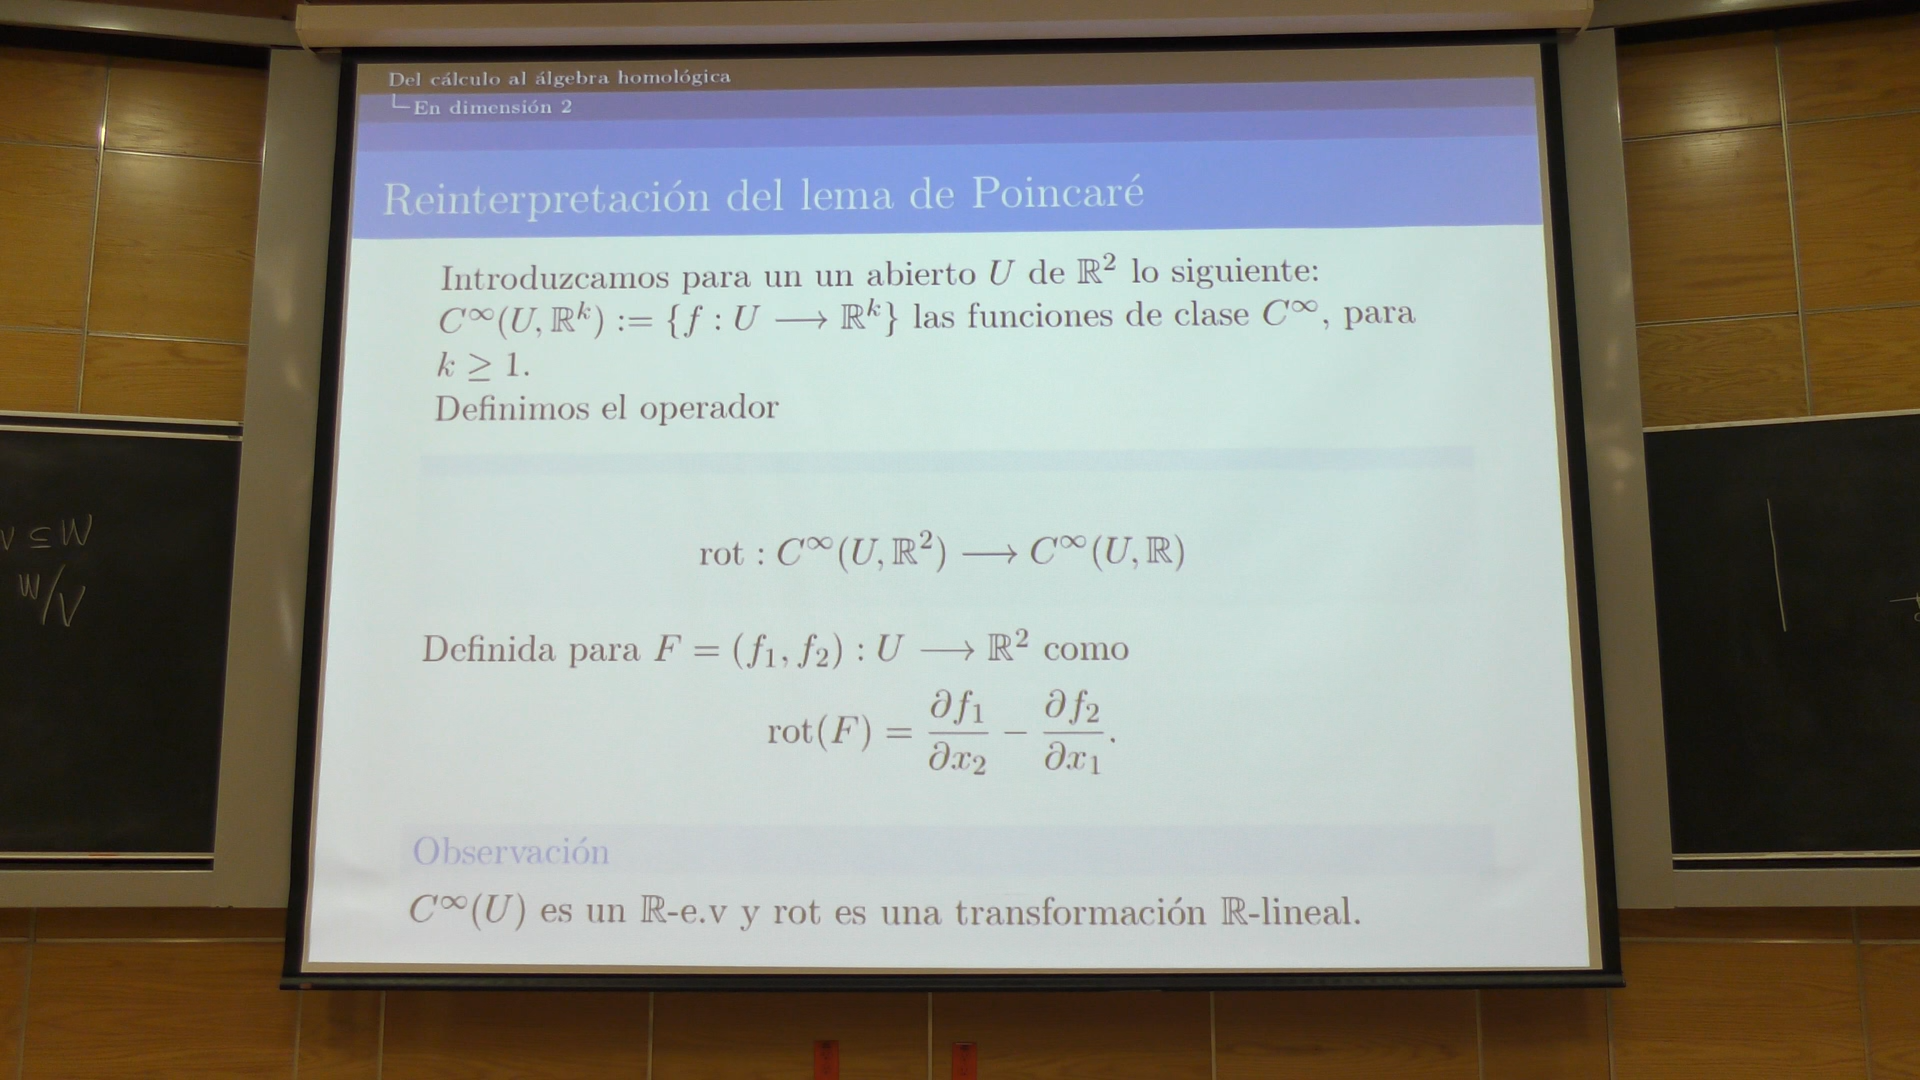 Del cálculo al álgebra homológica
En dimensión 2
Reinterpretación del lema de Poincaré
Introduzcamos para un un abierto U de ℝ² lo siguiente:
C^∞(U, ℝ^k) := {f : U ⟶ ℝ^k} las funciones de clase C^∞, para
k ≥ 1.
Definimos el operador
rot : C^∞(U, ℝ²) ⟶ C^∞(U, ℝ)
Definida para F = (f₁, f₂) : U ⟶ ℝ² como
rot(F) = ∂f₁/∂x₂ − ∂f₂/∂x₁.
Observación
C^∞(U) es un ℝ-e.v y rot es una transformación ℝ-lineal.
V ⊆ W
W/V